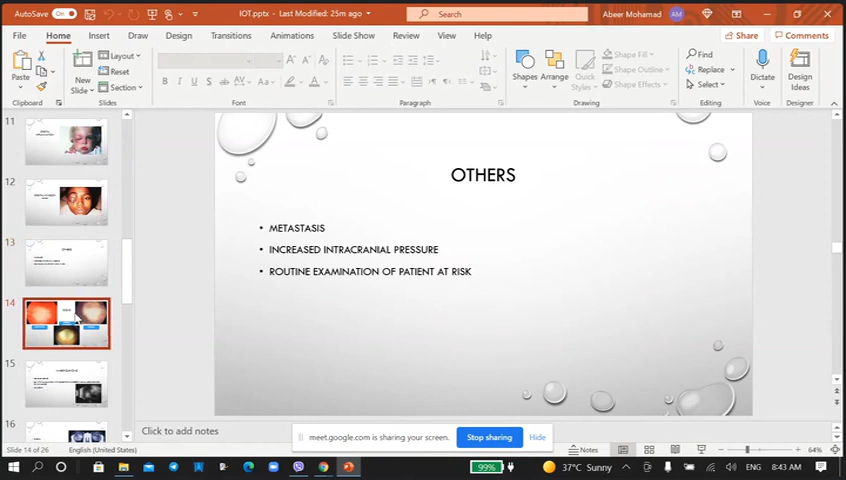 AutoSave On
IOT.pptx - Last Modified: 25m ago
Search
Abeer Mohamad AM
File Home Insert Draw Design Transitions Animations Slide Show Review View Help Share Comments
Paste
Clipboard
New
Slide
Layout
Reset
Section
Slides
Font
Paragraph
Shapes
Arrange
Quick
Styles
Shape Fill
Shape Outline
Shape Effects
Drawing
Find
Replace
Select
Editing
Dictate
Voice
Design
Ideas
Designer
11
12
13
14
15
16
OTHERS
• METASTASIS
• INCREASED INTRACRANIAL PRESSURE
• ROUTINE EXAMINATION OF PATIENT AT RISK
Click to add notes
meet.google.com is sharing your screen. Stop sharing Hide
Slide 14 of 26 English (United States) Notes 64%
99% 37°C Sunny ENG 8:43 AM